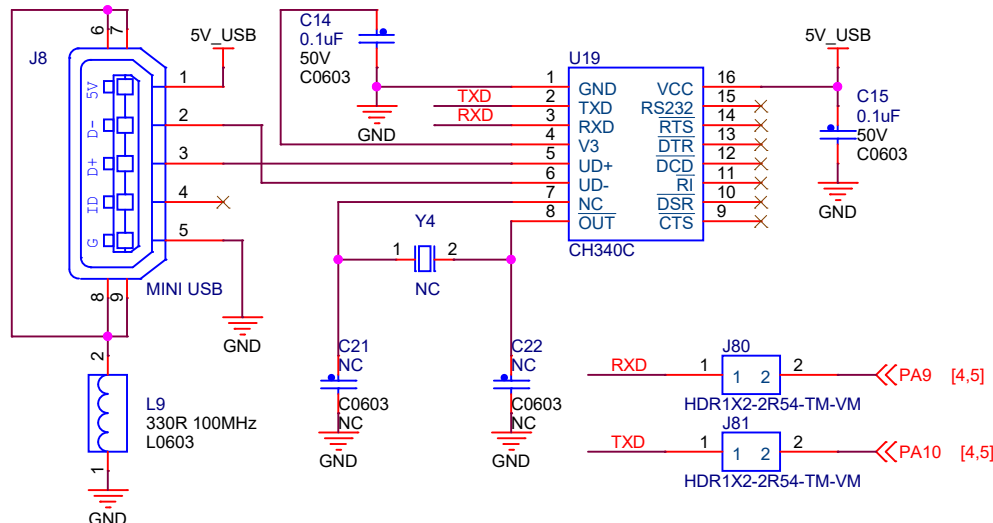 6 7
J8
5V_USB
5V
1
D-
2
D+
3
ID
4
G
5
8 9
MINI USB
GND
2
L9
330R 100MHz
L0603
1
GND
C14
0.1uF
50V
C0603
GND
U19
1 GND VCC 16
TXD 2 TXD RS232 15
RXD 3 RXD RTS 14
4 V3 DTR 13
5 UD+ DCD 12
6 UD- RI 11
7 NC DSR 10
8 OUT CTS 9
CH340C
5V_USB
C15
0.1uF
50V
C0603
GND
Y4
1 2
NC
C21
NC
C0603
NC
GND
C22
NC
C0603
NC
GND
J80
RXD 1 1 2 2 PA9 [4,5]
HDR1X2-2R54-TM-VM
J81
TXD 1 1 2 2 PA10 [4,5]
HDR1X2-2R54-TM-VM